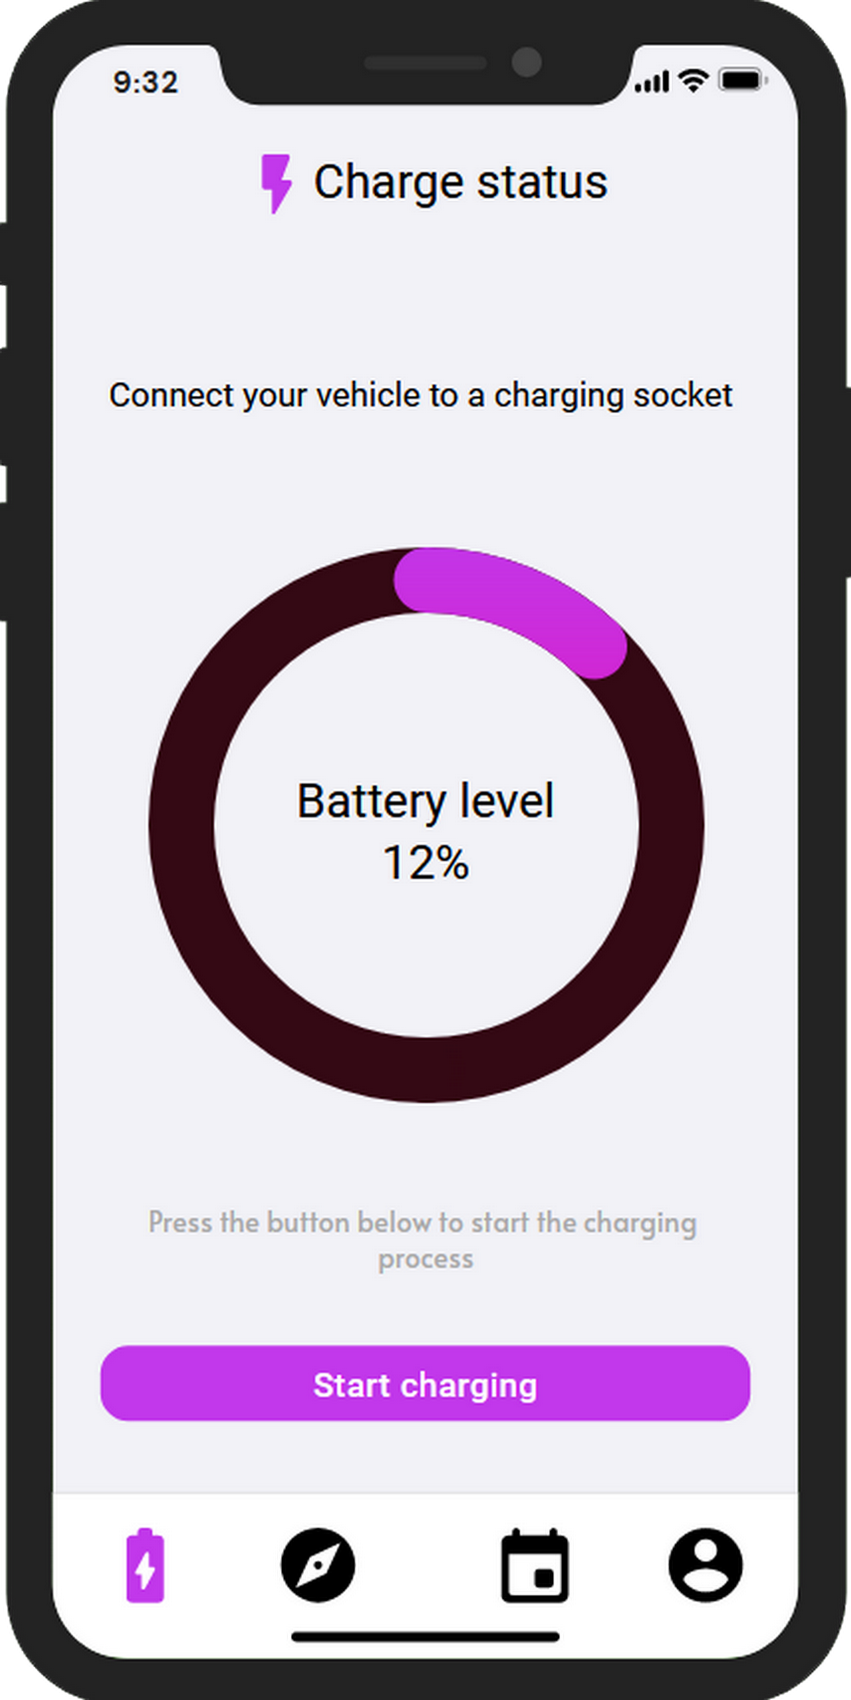 9:32
Charge status
Connect your vehicle to a charging socket
Battery level
12%
Press the button below to start the charging
process
Start charging